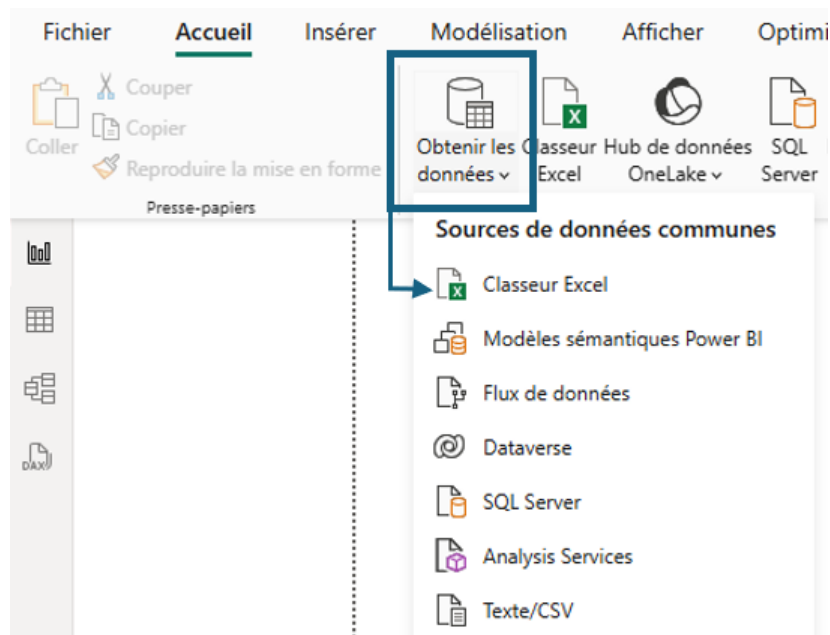 Fichier Accueil Insérer Modélisation Afficher Optimi
Coller
Couper
Copier
Reproduire la mise en forme
Presse-papiers
Obtenir les
données
Classeur
Excel
Hub de données
OneLake
SQL
Server
Sources de données communes
Classeur Excel
Modèles sémantiques Power BI
Flux de données
Dataverse
SQL Server
Analysis Services
Texte/CSV
DAX